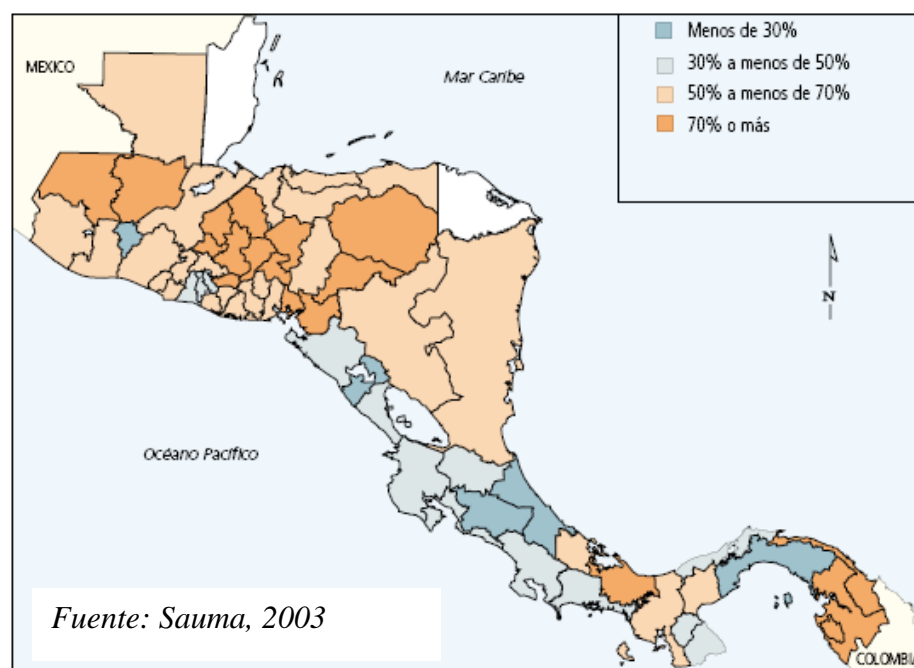 Menos de 30%
30% a menos de 50%
50% a menos de 70%
70% o más
MEXICO
Mar Caribe
N
Océano Pacífico
Fuente: Sauma, 2003
COLOMBIA